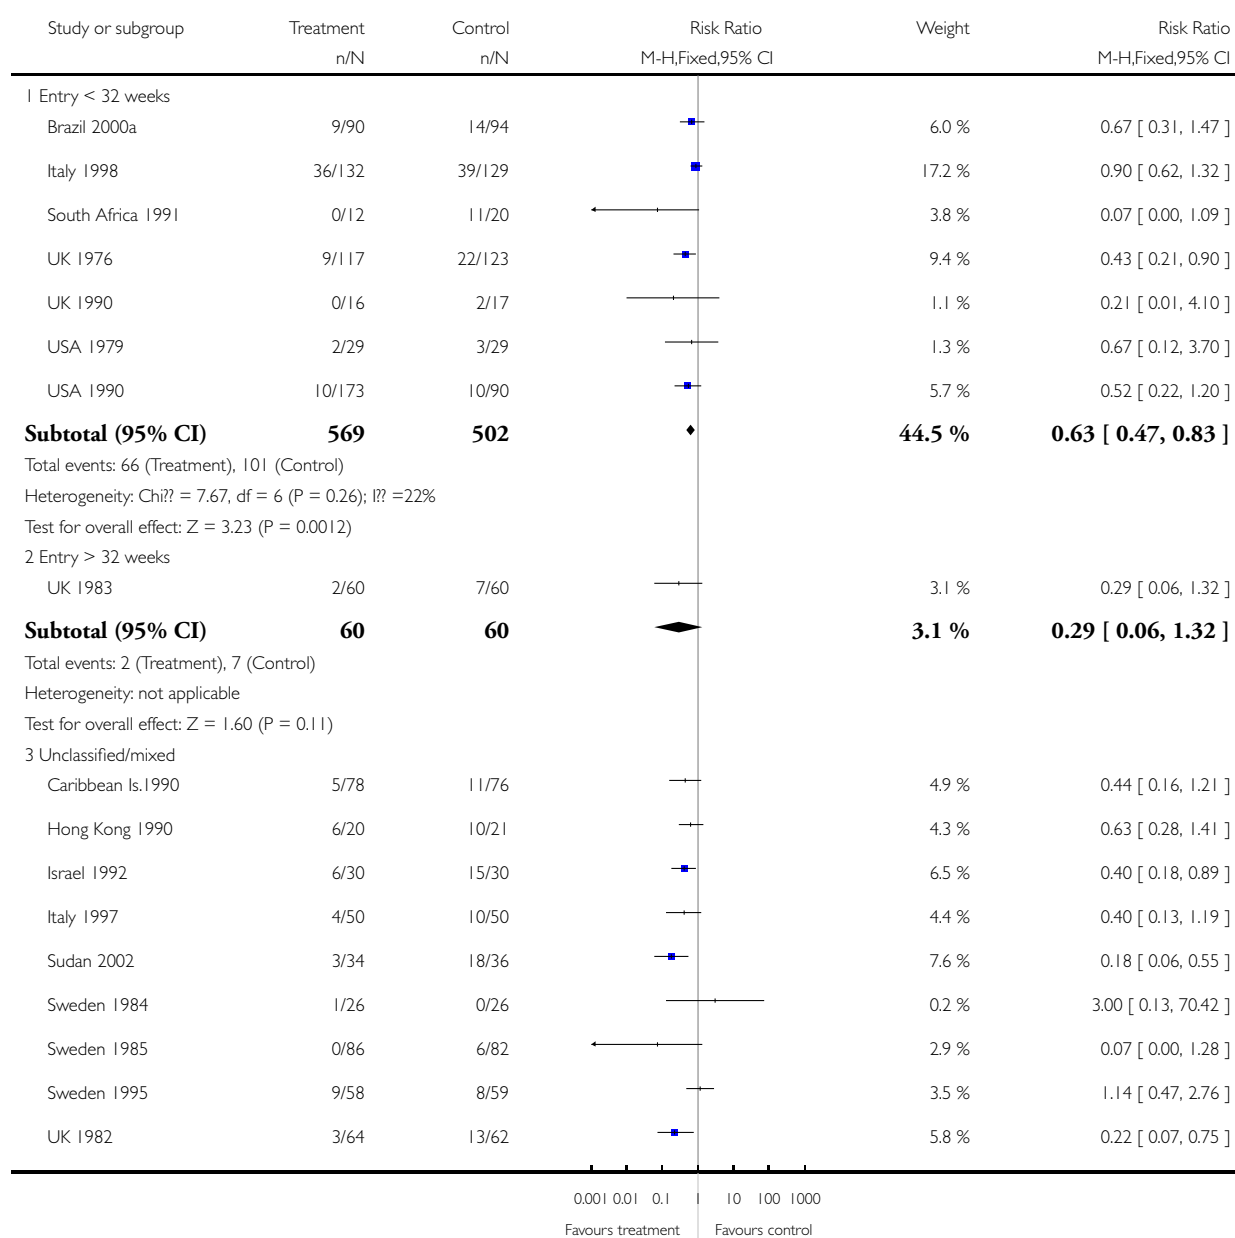 Study or subgroup Treatment Control Risk Ratio Weight Risk Ratio
n/N n/N M-H,Fixed,95% CI M-H,Fixed,95% CI
1 Entry < 32 weeks
Brazil 2000a 9/90 14/94 6.0 % 0.67 [ 0.31, 1.47 ]
Italy 1998 36/132 39/129 17.2 % 0.90 [ 0.62, 1.32 ]
South Africa 1991 0/12 11/20 3.8 % 0.07 [ 0.00, 1.09 ]
UK 1976 9/117 22/123 9.4 % 0.43 [ 0.21, 0.90 ]
UK 1990 0/16 2/17 1.1 % 0.21 [ 0.01, 4.10 ]
USA 1979 2/29 3/29 1.3 % 0.67 [ 0.12, 3.70 ]
USA 1990 10/173 10/90 5.7 % 0.52 [ 0.22, 1.20 ]
Subtotal (95% CI) 569 502 44.5 % 0.63 [ 0.47, 0.83 ]
Total events: 66 (Treatment), 101 (Control)
Heterogeneity: Chi?? = 7.67, df = 6 (P = 0.26); I?? =22%
Test for overall effect: Z = 3.23 (P = 0.0012)
2 Entry > 32 weeks
UK 1983 2/60 7/60 3.1 % 0.29 [ 0.06, 1.32 ]
Subtotal (95% CI) 60 60 3.1 % 0.29 [ 0.06, 1.32 ]
Total events: 2 (Treatment), 7 (Control)
Heterogeneity: not applicable
Test for overall effect: Z = 1.60 (P = 0.11)
3 Unclassified/mixed
Caribbean Is.1990 5/78 11/76 4.9 % 0.44 [ 0.16, 1.21 ]
Hong Kong 1990 6/20 10/21 4.3 % 0.63 [ 0.28, 1.41 ]
Israel 1992 6/30 15/30 6.5 % 0.40 [ 0.18, 0.89 ]
Italy 1997 4/50 10/50 4.4 % 0.40 [ 0.13, 1.19 ]
Sudan 2002 3/34 18/36 7.6 % 0.18 [ 0.06, 0.55 ]
Sweden 1984 1/26 0/26 0.2 % 3.00 [ 0.13, 70.42 ]
Sweden 1985 0/86 6/82 2.9 % 0.07 [ 0.00, 1.28 ]
Sweden 1995 9/58 8/59 3.5 % 1.14 [ 0.47, 2.76 ]
UK 1982 3/64 13/62 5.8 % 0.22 [ 0.07, 0.75 ]
0.001 0.01 0.1 1 10 100 1000
Favours treatment Favours control